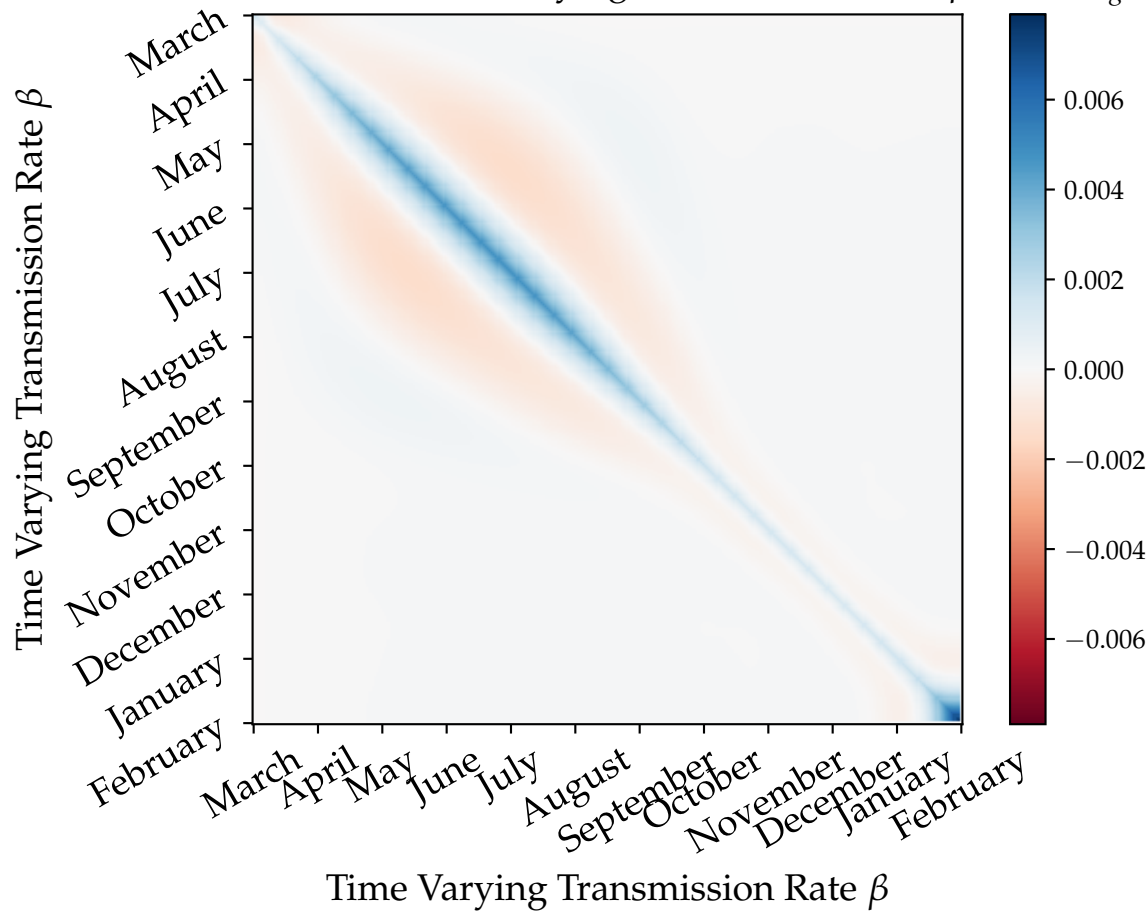 March
April
May
June
July
August
September
October
November
December
January
February
Time Varying Transmission Rate β
0.006
0.004
0.002
0.000
−0.002
−0.004
−0.006
March
April
May
June
July
August
September
October
November
December
January
February
Time Varying Transmission Rate β